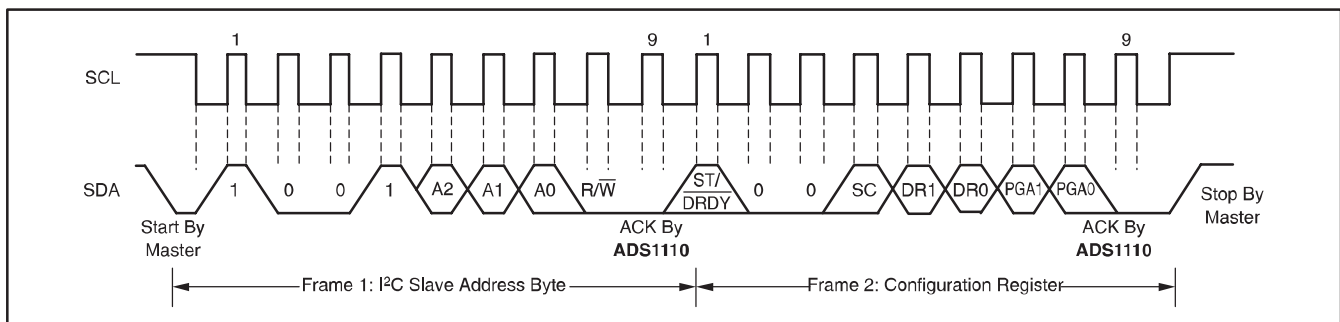 1 9 1 9
SCL
SDA 1 0 0 1 A2 A1 A0 R/W̅ ST/ 0 0 SC DR1 DR0 PGA1 PGA0 Stop By
D̅R̅D̅Y̅ Master
Start By ACK By ACK By
Master ADS1110 ADS1110
Frame 1: I²C Slave Address Byte Frame 2: Configuration Register